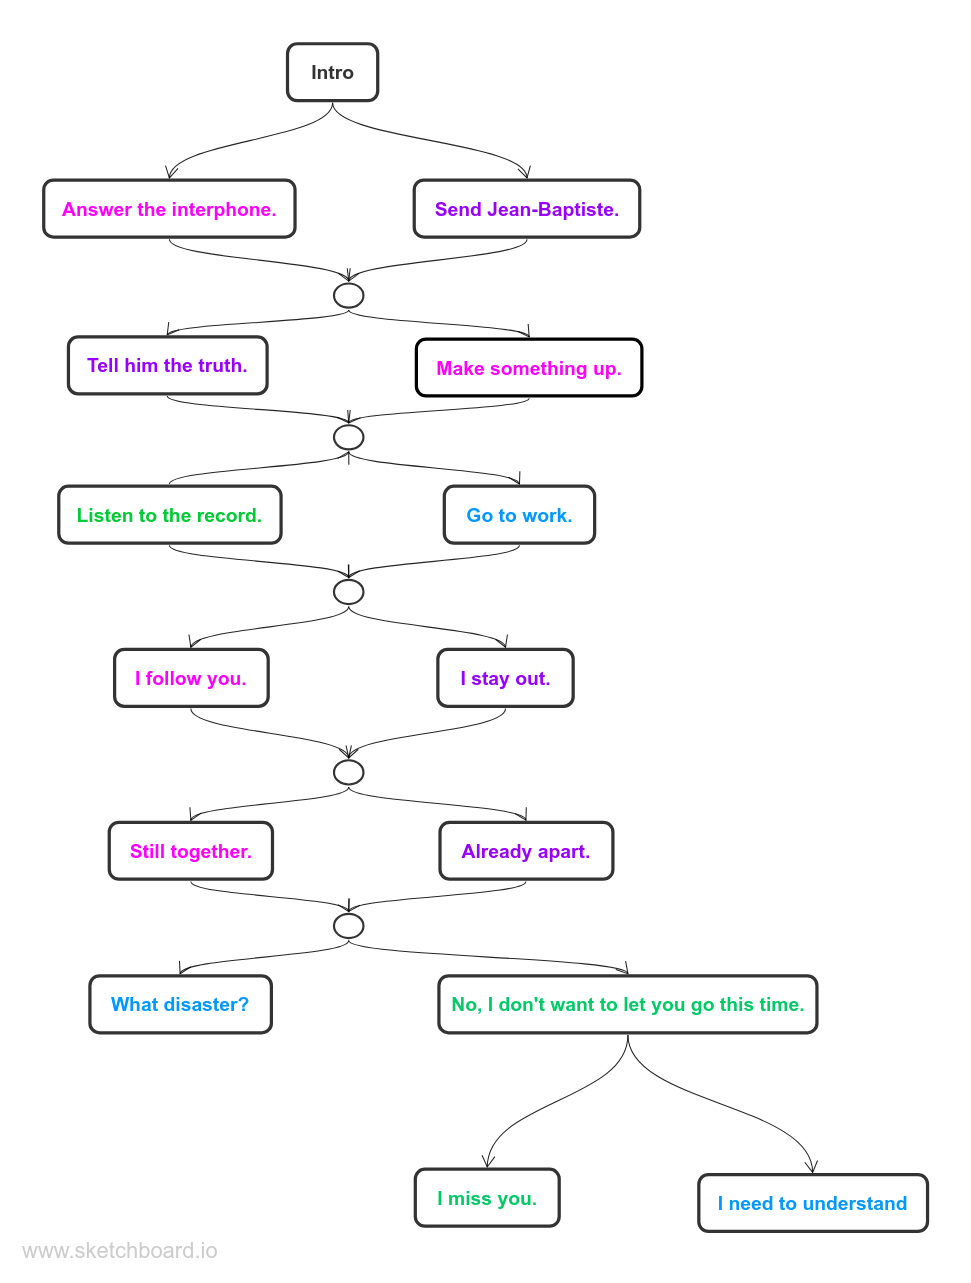 Intro
Answer the interphone.
Send Jean-Baptiste.
Tell him the truth.
Make something up.
Listen to the record.
Go to work.
I follow you.
I stay out.
Still together.
Already apart.
What disaster?
No, I don't want to let you go this time.
I miss you.
I need to understand
www.sketchboard.io